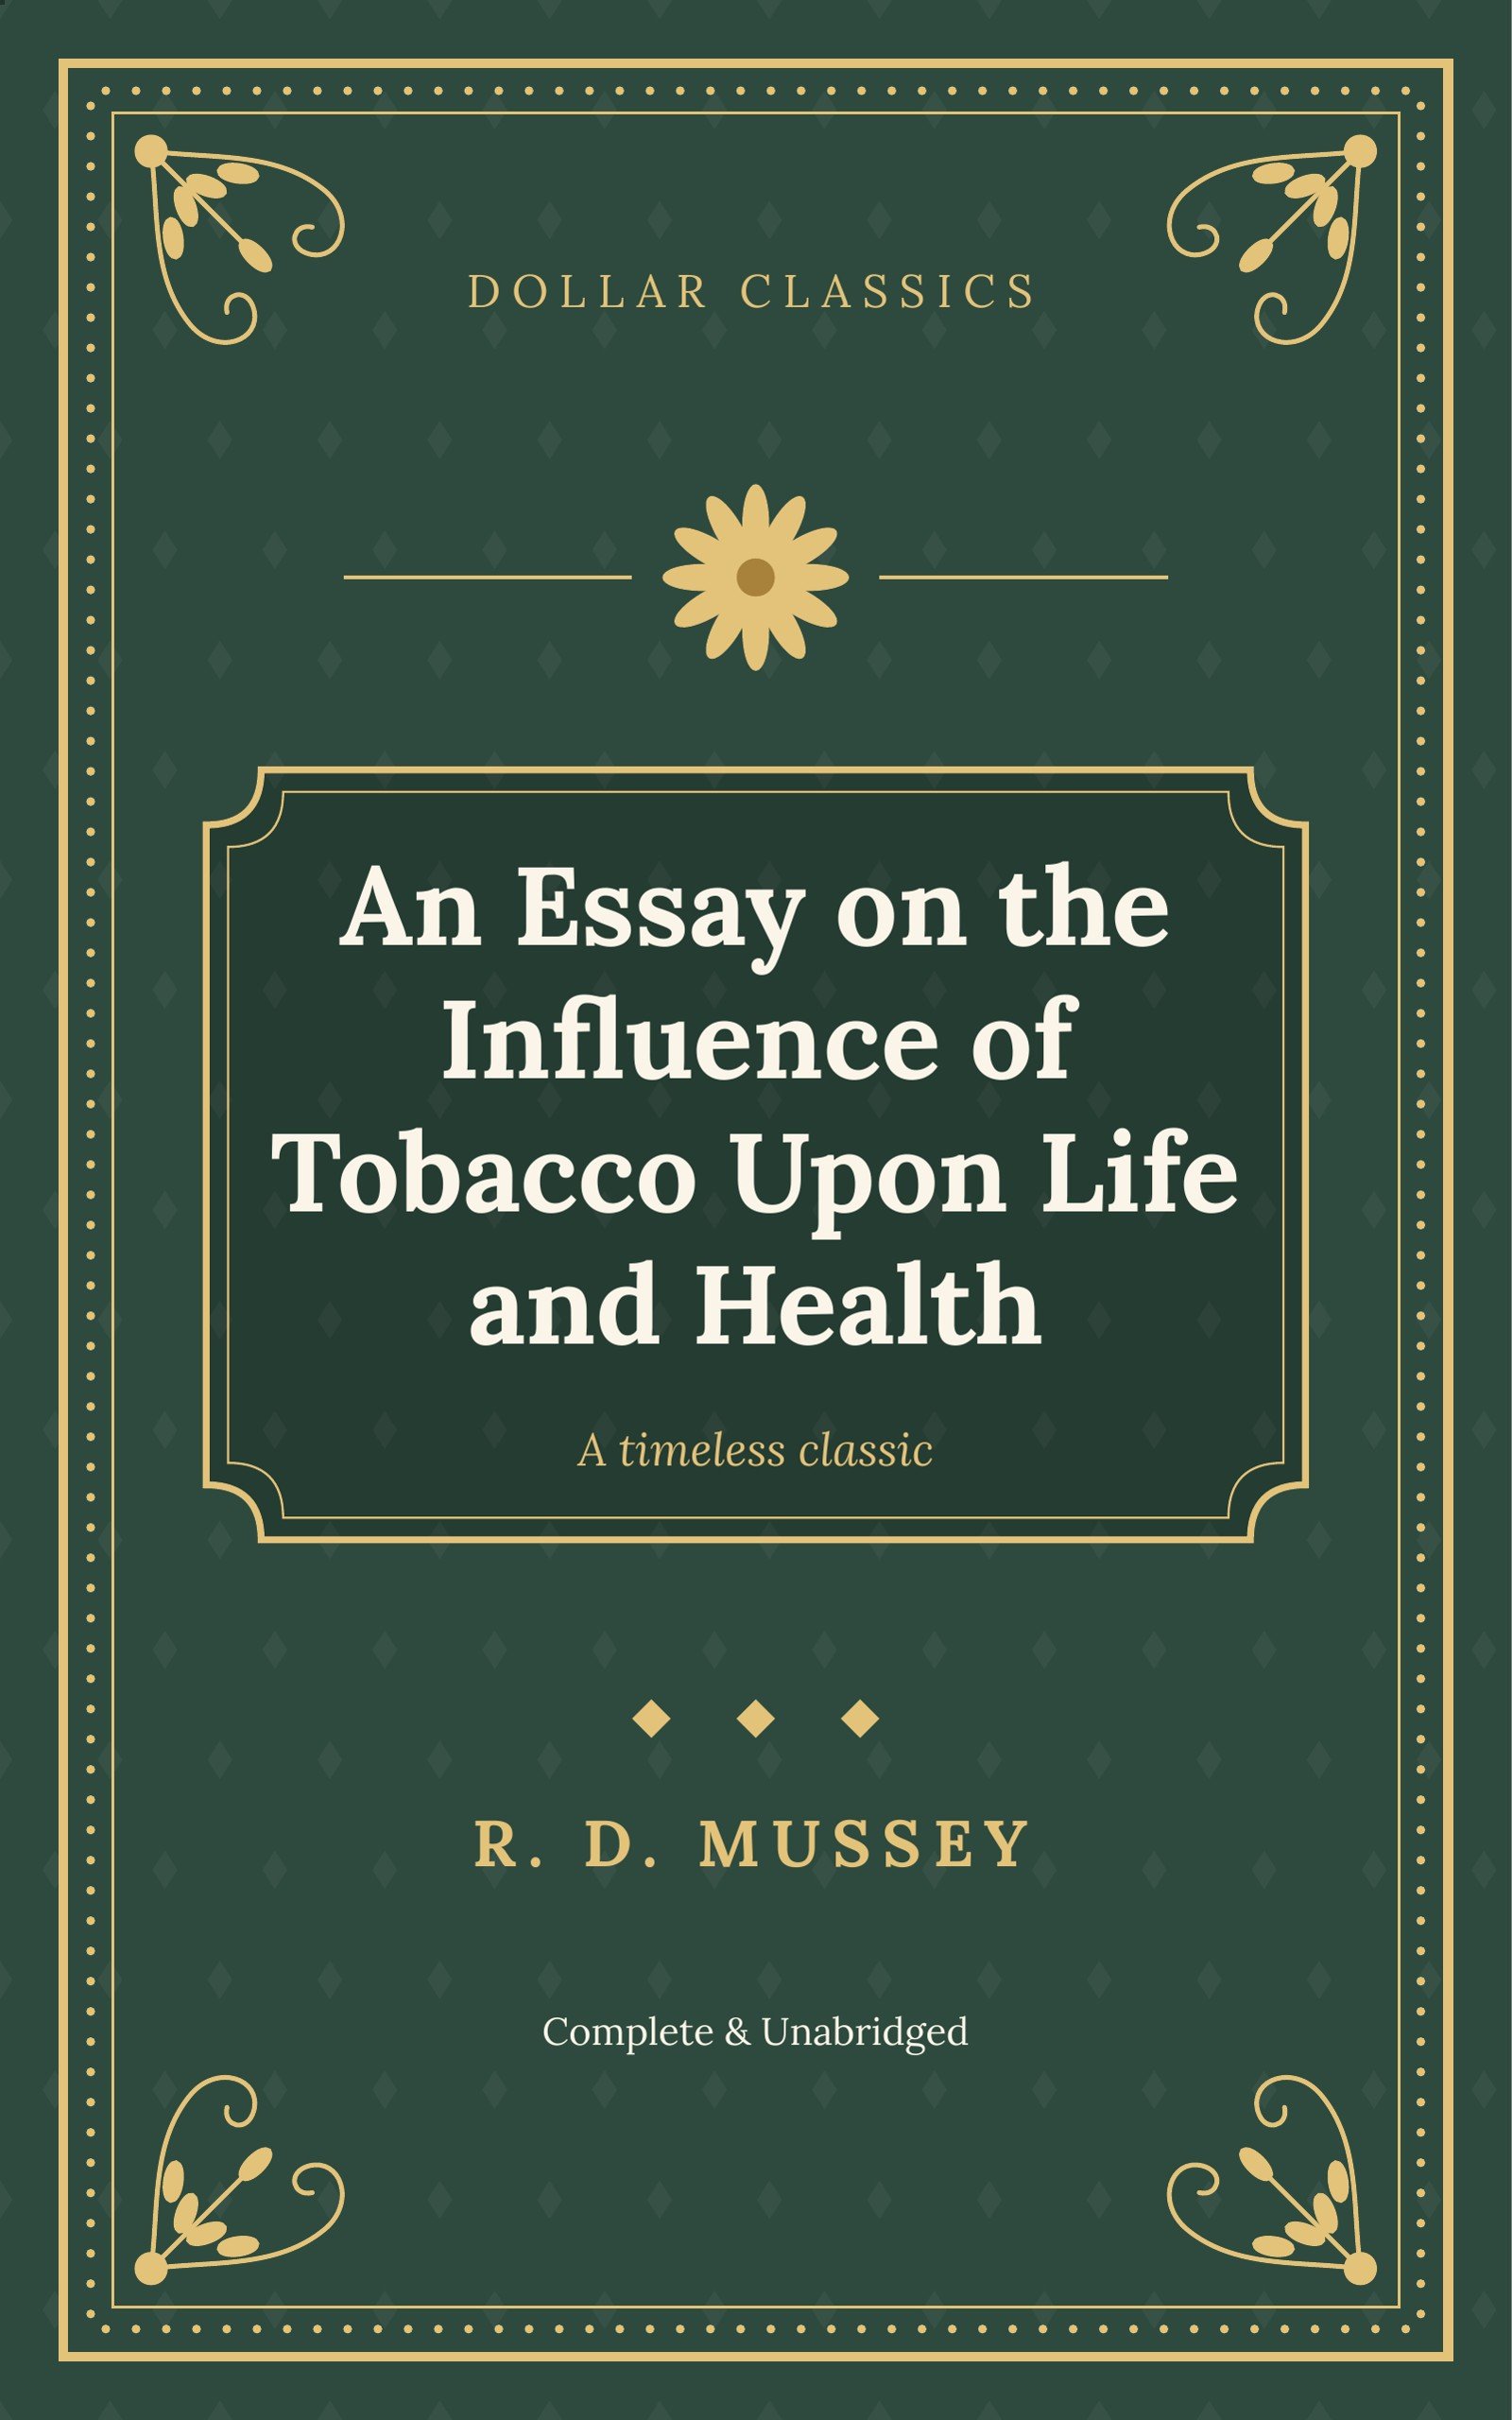 DOLLAR CLASSICS
An Essay on the
Influence of
Tobacco Upon Life
and Health
A timeless classic
R. D. MUSSEY
Complete & Unabridged